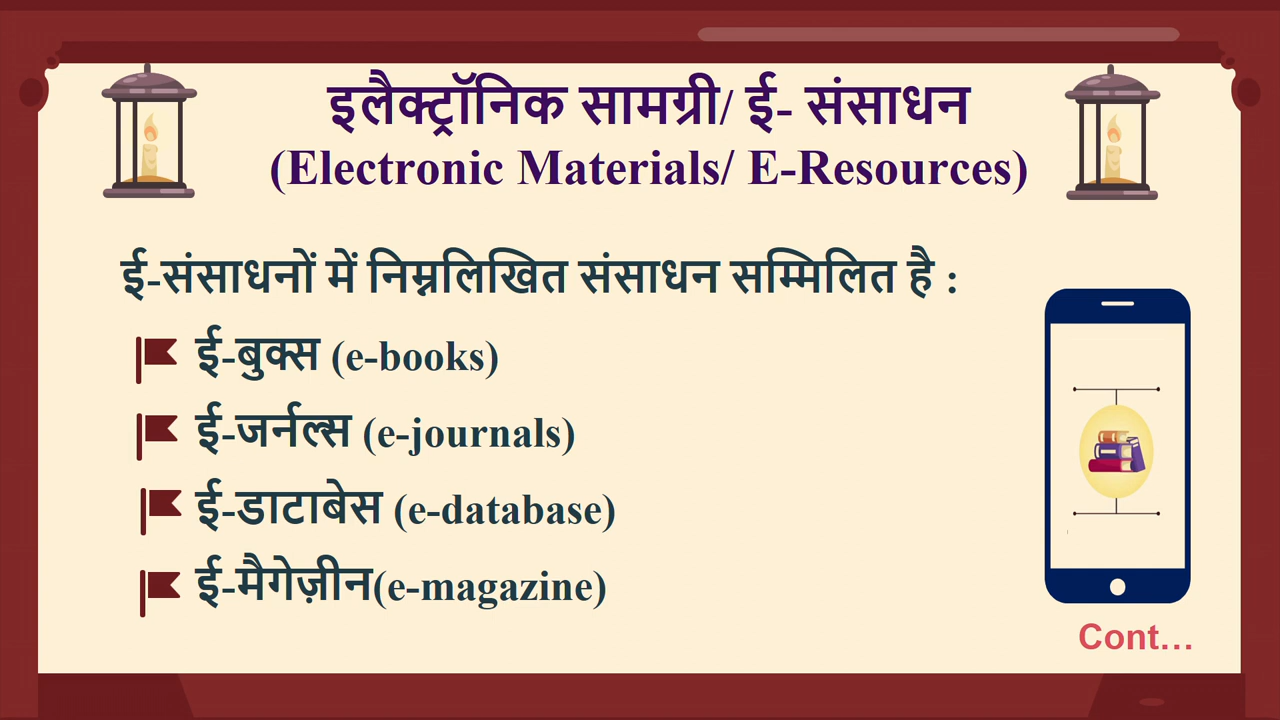 इलैक्ट्रॉनिक सामग्री/ ई- संसाधन
(Electronic Materials/ E-Resources)
ई-संसाधनों में निम्नलिखित संसाधन सम्मिलित है :
ई-बुक्स (e-books)
ई-जर्नल्स (e-journals)
ई-डाटाबेस (e-database)
ई-मैगेज़ीन(e-magazine)
Cont...